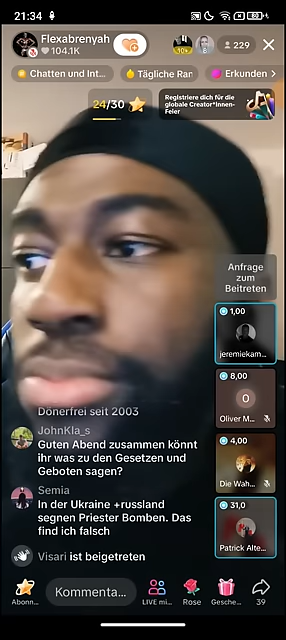 21:34
Flexabrenyah
104.1K
229
Chatten und Int...
Tägliche Ran
Erkunden >
24/30
Registriere dich für die
globale Creator*innen-
Feier
Anfrage
zum
Beitreten
1,00
jeremiekam...
8,00
O
Oliver M...
4,00
Die Wah...
31,0
Patrick Alte...
Dönerfrei seit 2003
JohnKla_s
Guten Abend zusammen könnt
ihr was zu den Gesetzen und
Geboten sagen?
Semia
In der Ukraine +russland
segnen Priester Bomben. Das
find ich falsch
Visari ist beigetreten
Abonn...
Kommenta...
LIVE mi...
Rose
Gesche...
39